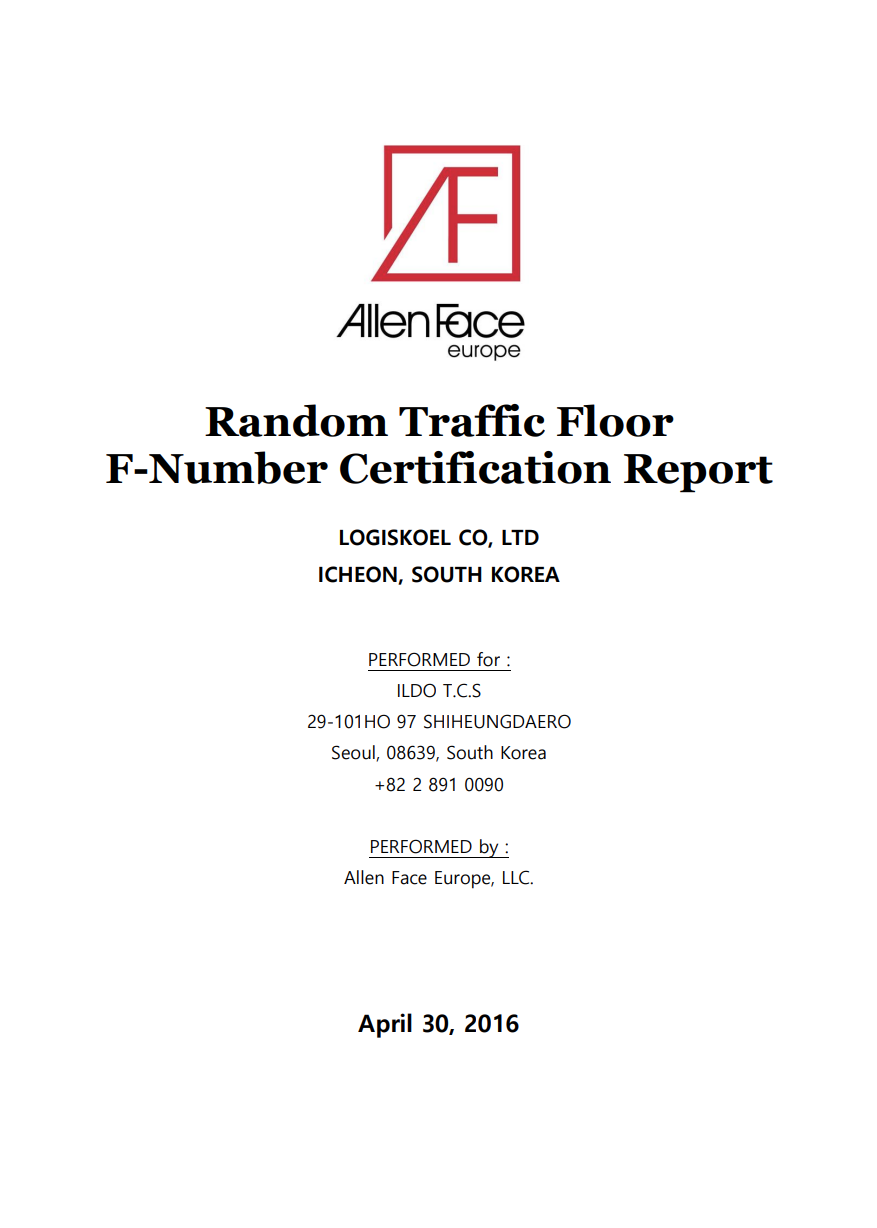 AF
Allen Face
europe
Random Traffic Floor
F-Number Certification Report
LOGISKOEL CO, LTD
ICHEON, SOUTH KOREA
PERFORMED for :
ILDO T.C.S
29-101HO 97 SHIHEUNGDAERO
Seoul, 08639, South Korea
+82 2 891 0090
PERFORMED by :
Allen Face Europe, LLC.
April 30, 2016